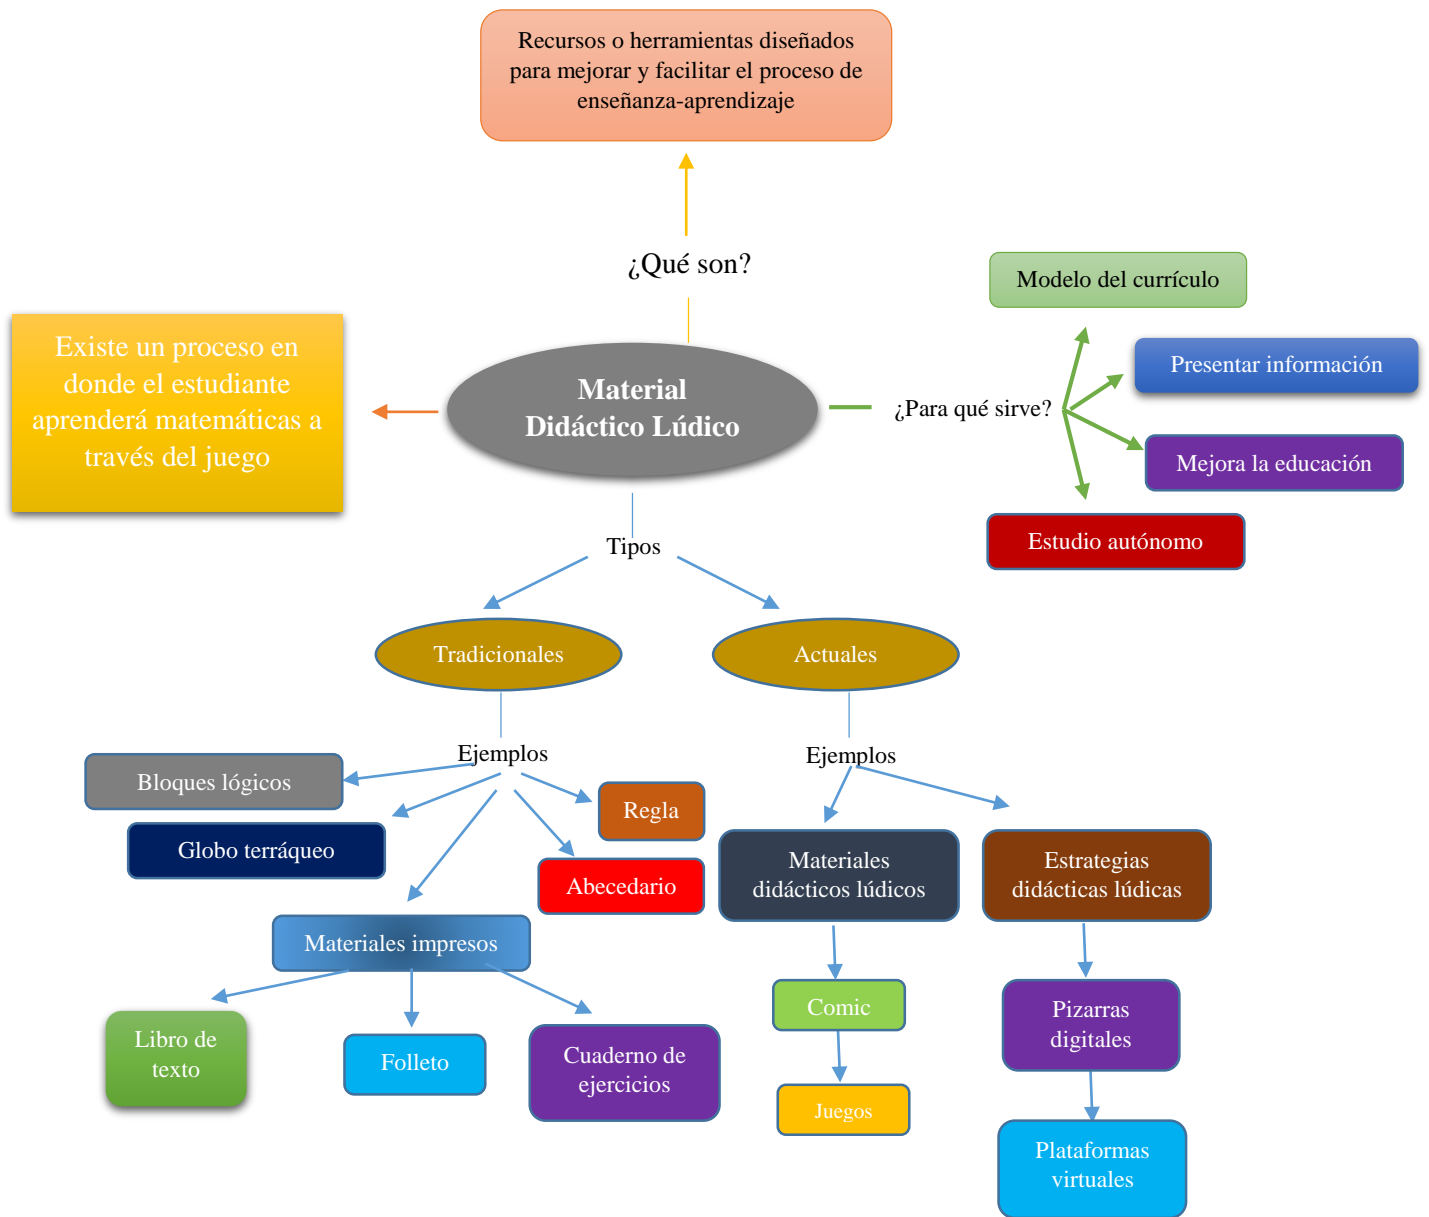 Recursos o herramientas diseñados
para mejorar y facilitar el proceso de
enseñanza-aprendizaje
¿Qué son?
Modelo del currículo
Existe un proceso en
donde el estudiante
aprenderá matemáticas a
través del juego
Material
Didáctico Lúdico
¿Para qué sirve?
Presentar información
Mejora la educación
Estudio autónomo
Tipos
Tradicionales
Actuales
Ejemplos
Ejemplos
Bloques lógicos
Regla
Globo terráqueo
Abecedario
Materiales
didácticos lúdicos
Estrategias
didácticas lúdicas
Materiales impresos
Libro de
texto
Folleto
Cuaderno de
ejercicios
Comic
Juegos
Pizarras
digitales
Plataformas
virtuales